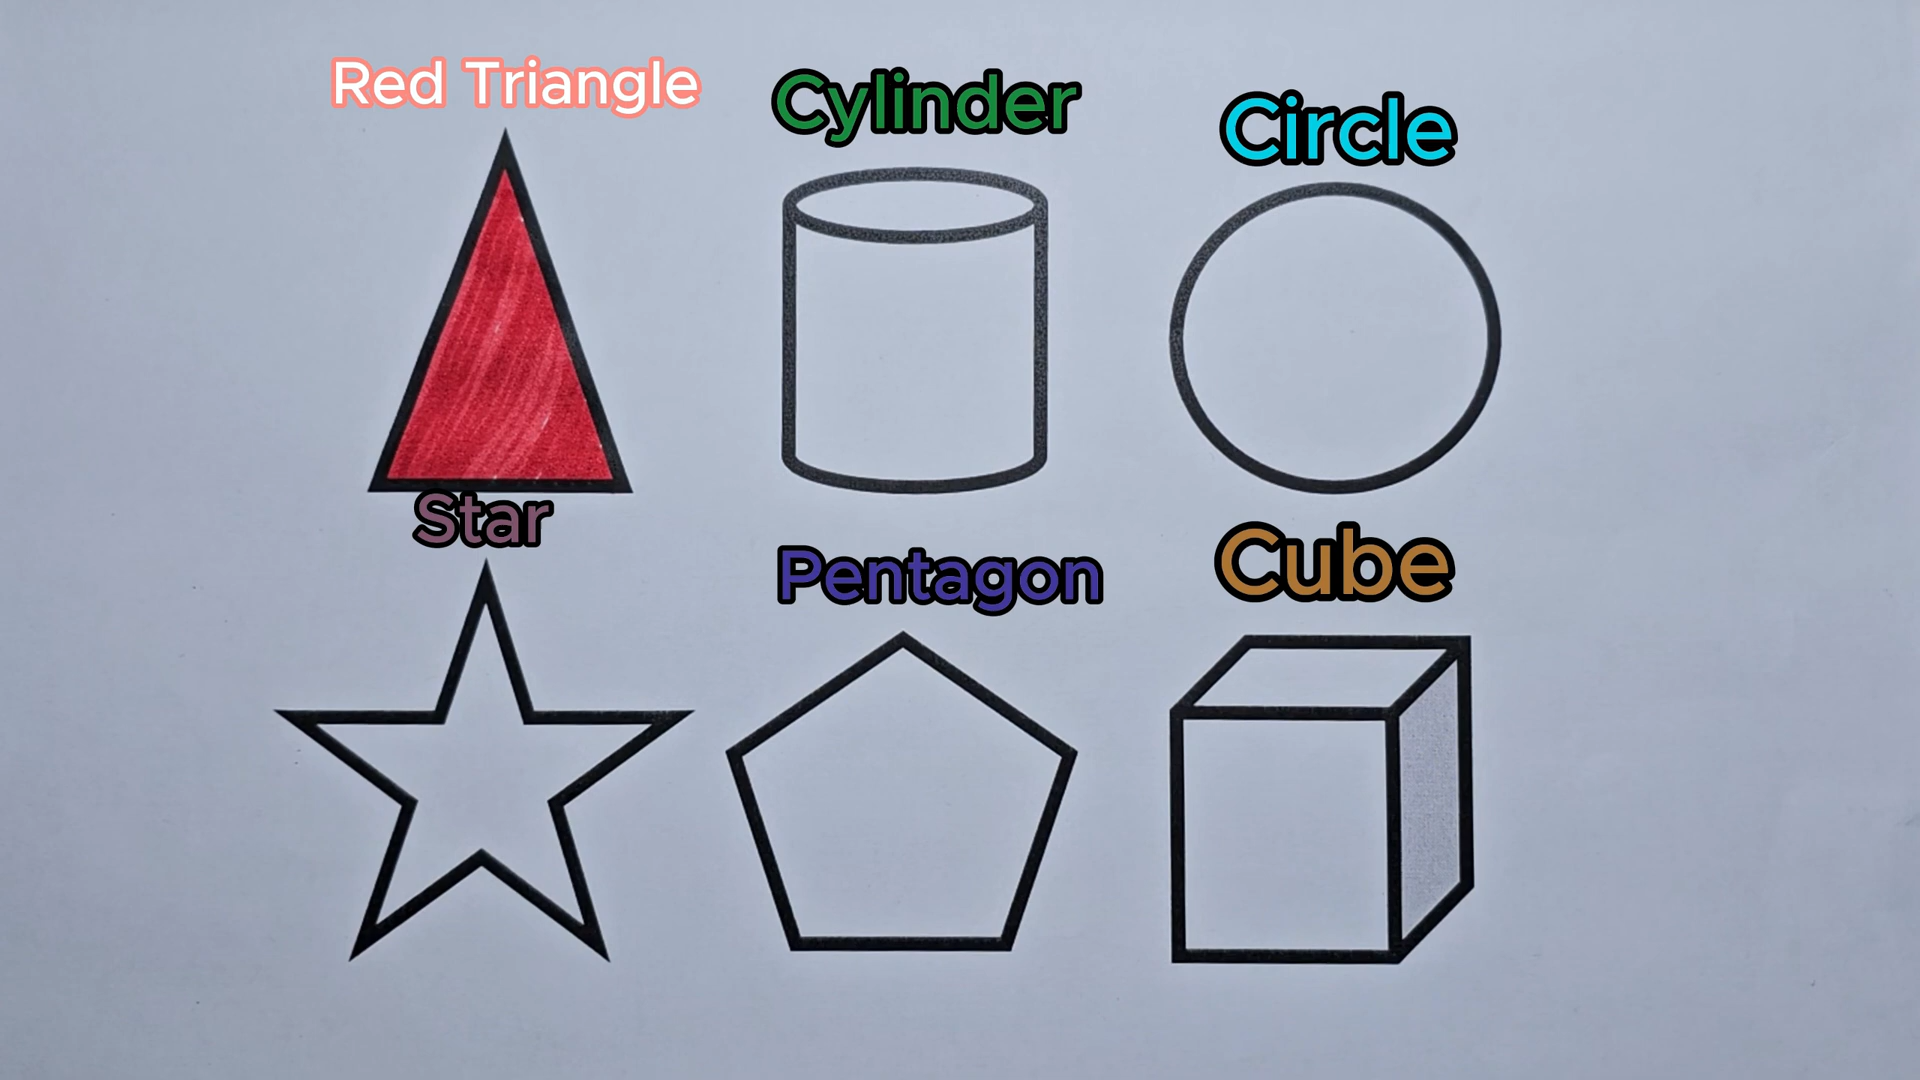 Red Triangle
Cylinder
Circle
Star
Pentagon
Cube